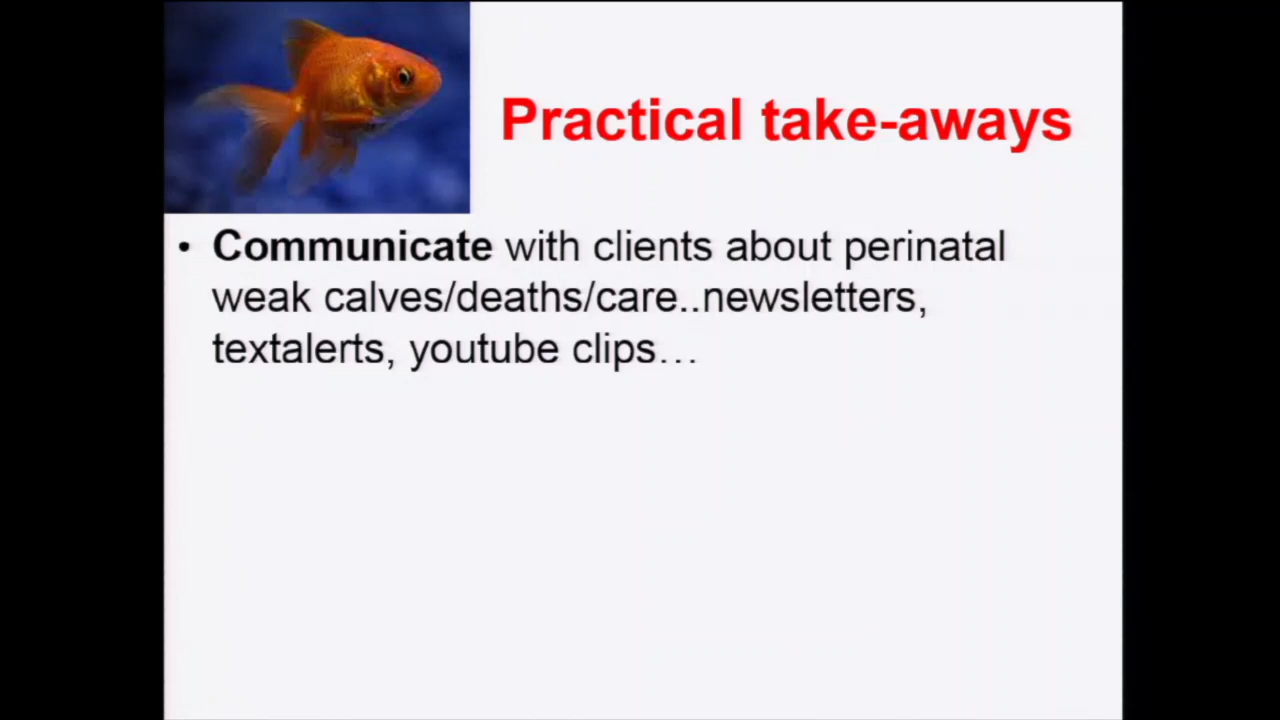 Practical take-aways
• Communicate with clients about perinatal
weak calves/deaths/care..newsletters,
textalerts, youtube clips…